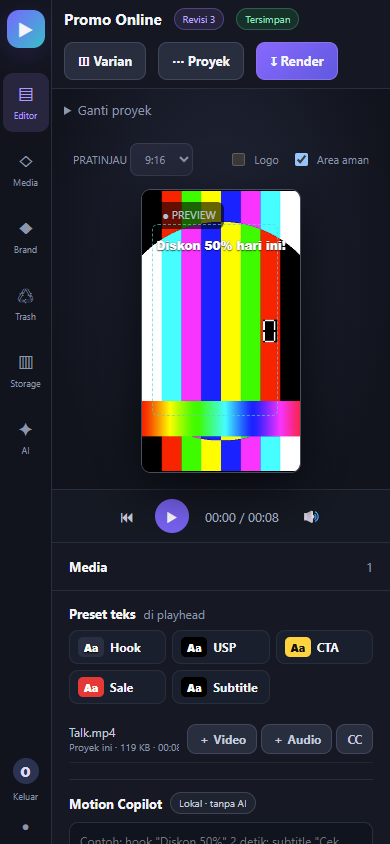 Promo Online Revisi 3 Tersimpan
Varian Proyek Render
Ganti proyek
PRATINJAU 9:16 Logo Area aman
PREVIEW
Diskon 50% hari ini!
0
00:00 / 00:08
Editor
Media
Brand
Trash
Storage
AI
O
Keluar
Media 1
Preset teks di playhead
Aa Hook Aa USP Aa CTA
Aa Sale Aa Subtitle
Talk.mp4
Proyek ini · 119 KB · 00:08
+ Video + Audio CC
Motion Copilot Lokal · tanpa AI
Contoh: hook "Diskon 50%" 2 detik; subtitle "Cek